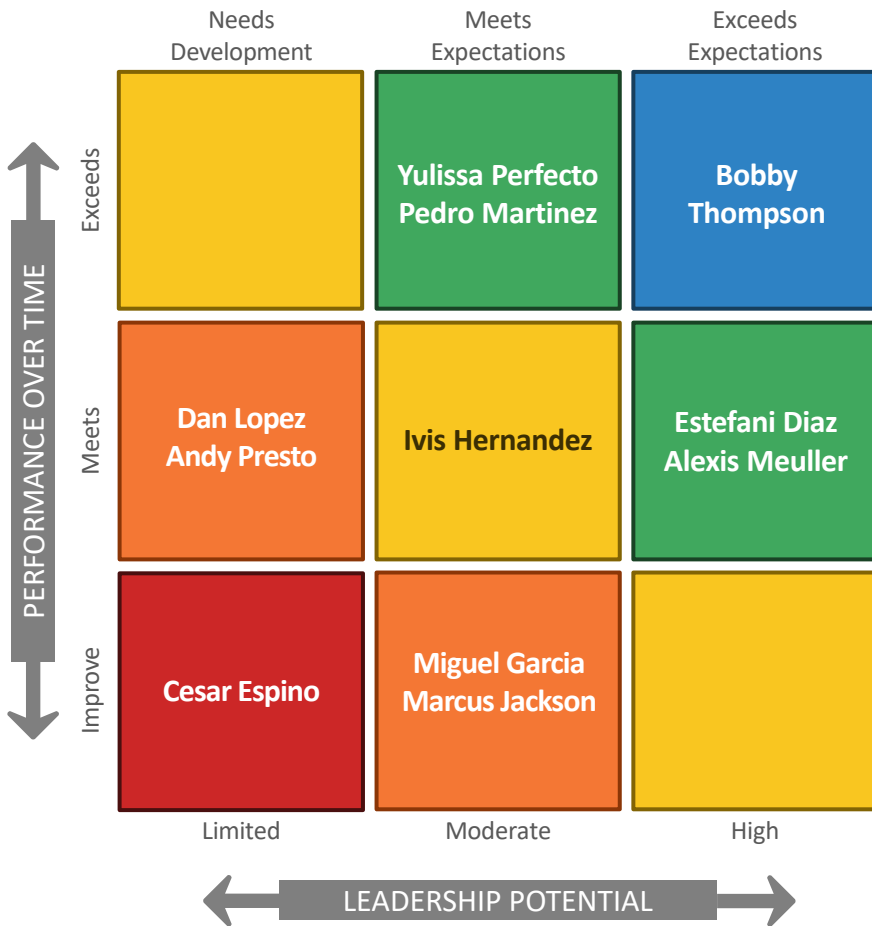 Needs
Development
Meets
Expectations
Exceeds
Expectations
PERFORMANCE OVER TIME
Exceeds
Yulissa Perfecto
Pedro Martinez
Bobby
Thompson
Meets
Dan Lopez
Andy Presto
Ivis Hernandez
Estefani Diaz
Alexis Meuller
Improve
Cesar Espino
Miguel Garcia
Marcus Jackson
Limited
Moderate
High
LEADERSHIP POTENTIAL